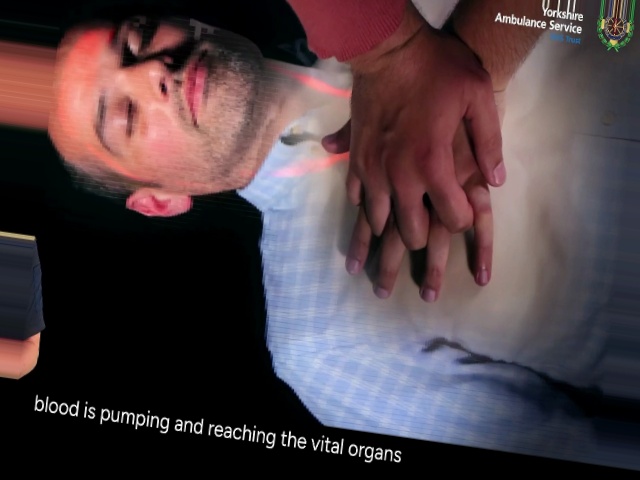 Yorkshire
Ambulance Service
blood is pumping and reaching the vital organs